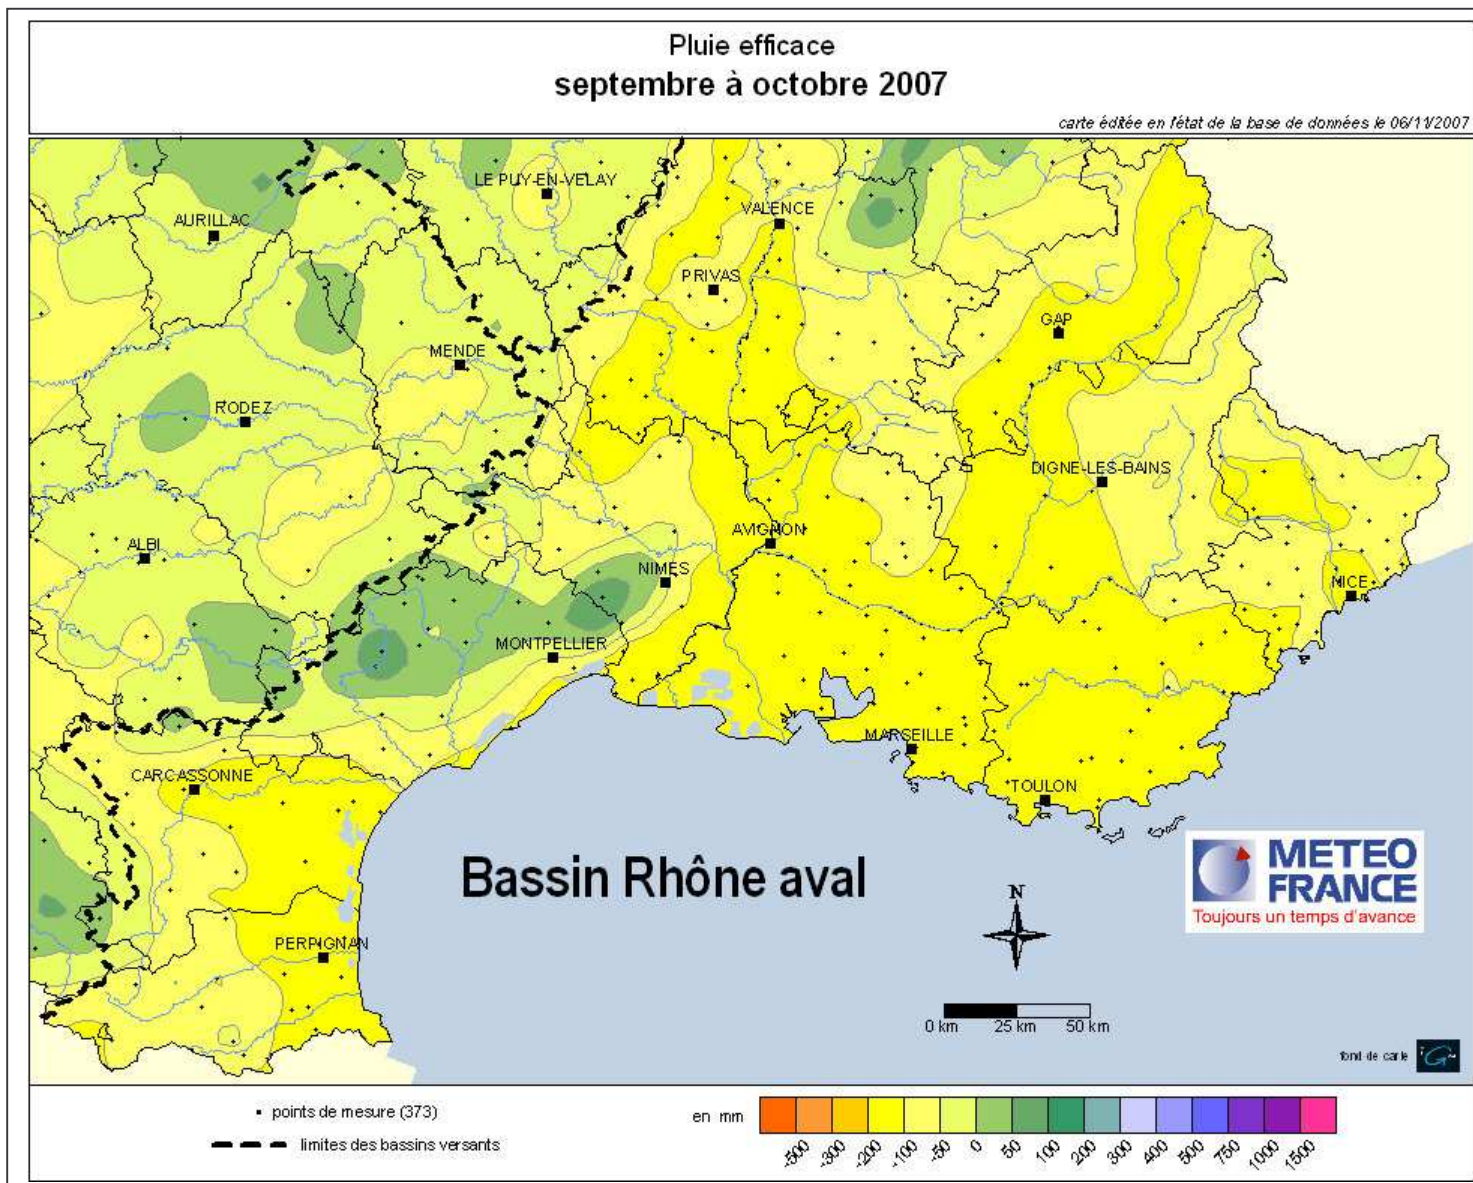 Pluie efficace
septembre à octobre 2007
carte éditée en l'état de la base de données le 06/11/2007
LE PUY-EN-VELAY
AURILLAC
VALENCE
PRIVAS
GAP
MENDE
RODEZ
DIGNE-LES-BAINS
AVIGNON
ALBI
NIMES
NICE
MONTPELLIER
MARSEILLE
CARCASSONNE
TOULON
METEO
FRANCE
Toujours un temps d'avance
Bassin Rhône aval
N
PERPIGNAN
0 km 25 km 50 km
fond de carte
points de mesure (373)
en mm
limites des bassins versants
-500 -300 -200 -100 -50 0 50 100 200 300 400 500 750 1000 1500